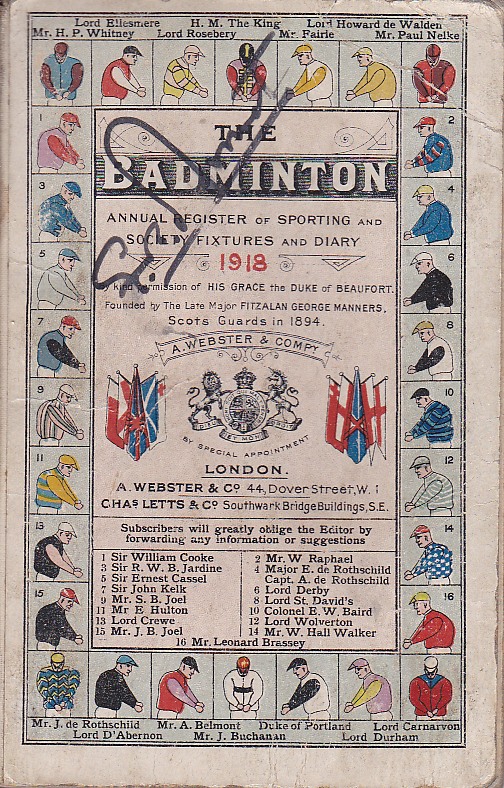 Lord Ellesmere H. M. The King Lord Howard de Walden
Mr. H. P. Whitney Lord Rosebery Mr. Fairie Mr. Paul Nelke
THE
BADMINTON
ANNUAL REGISTER OF SPORTING AND
SOCIETY FIXTURES AND DIARY
1918
By kind permission of HIS GRACE the DUKE OF BEAUFORT.
Founded by The Late Major FITZALAN GEORGE MANNERS,
Scots Guards in 1894.
A. WEBSTER & COMPY
BY SPECIAL APPOINTMENT
LONDON.
A. WEBSTER & Co 44, Dover Street, W. 1
CHAS LETTS & Co Southwark Bridge Buildings, S.E.
Subscribers will greatly oblige the Editor by
forwarding any information or suggestions
1 Sir William Cooke 2 Mr. W Raphael
3 Sir R. W. B. Jardine 4 Major E. de Rothschild
5 Sir Ernest Cassel Capt. A. de Rothschild
7 Sir John Kelk 6 Lord Derby
9 Mr. S. B. Joel 8 Lord St. David's
11 Mr E Hulton 10 Colonel E. W. Baird
13 Lord Crewe 12 Lord Wolverton
15 Mr. J. B. Joel 14 Mr. W. Hall Walker
16 Mr. Leonard Brassey
1 2
3 4
5 6
7 8
9 10
11 12
13 14
15 16
Mr. J. de Rothschild Mr. A. Belmont Duke of Portland Lord Carnarvon
Lord D'Abernon Mr. J. Buchanan Lord Durham